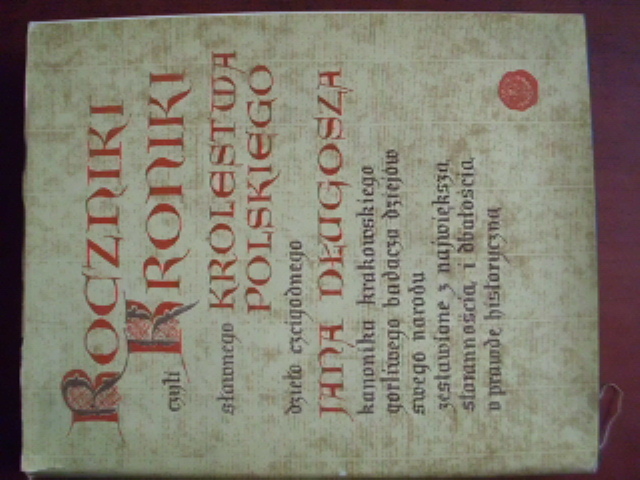 ROCZNIKI
czyli KRONIKI
sławnego KRÓLESTWA
POLSKIEGO
dzieło czcigodnego
JANA DŁUGOSZA
kanonika krakowskiego
gorliwego badacza dziejów
swego narodu
zestawione z największą
starannością, i dbałością
o prawdę historyczną